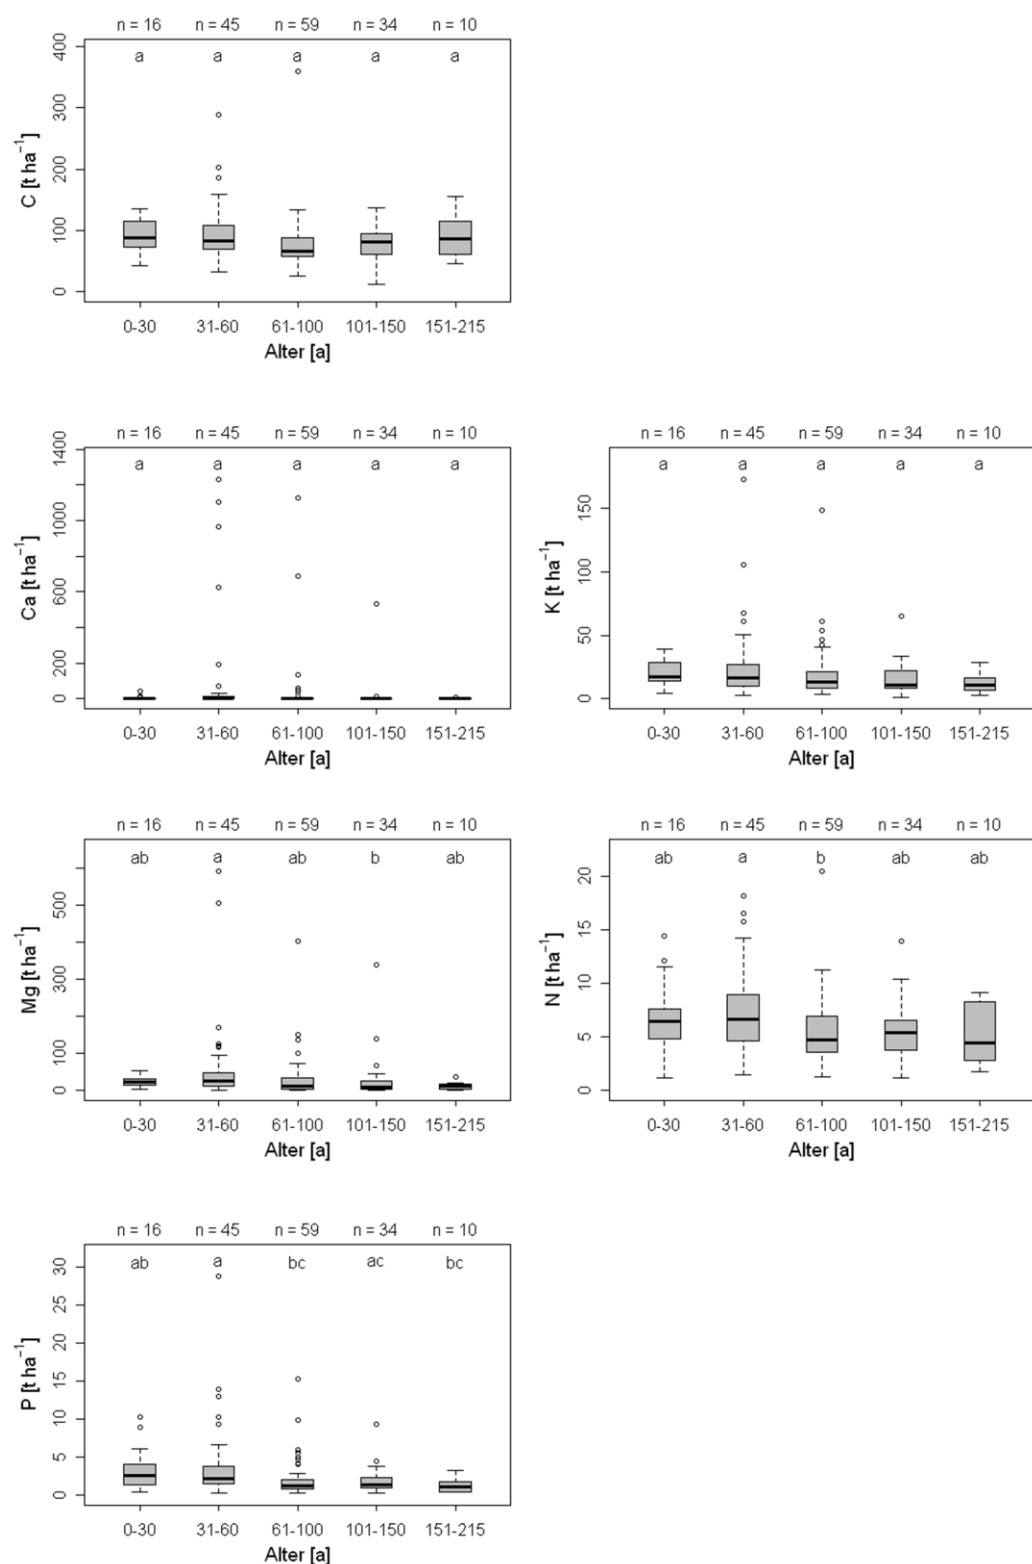 n = 16 n = 45 n = 59 n = 34 n = 10
a a a a a
C [t ha⁻¹]
400
300
200
100
0
0-30 31-60 61-100 101-150 151-215
Alter [a]
n = 16 n = 45 n = 59 n = 34 n = 10
a a a a a
Ca [t ha⁻¹]
1400
1000
600
200
0
0-30 31-60 61-100 101-150 151-215
Alter [a]
n = 16 n = 45 n = 59 n = 34 n = 10
a a a a a
K [t ha⁻¹]
150
100
50
0
0-30 31-60 61-100 101-150 151-215
Alter [a]
n = 16 n = 45 n = 59 n = 34 n = 10
ab a ab b ab
Mg [t ha⁻¹]
500
300
100
0
0-30 31-60 61-100 101-150 151-215
Alter [a]
n = 16 n = 45 n = 59 n = 34 n = 10
ab a b ab ab
N [t ha⁻¹]
20
15
10
5
0
0-30 31-60 61-100 101-150 151-215
Alter [a]
n = 16 n = 45 n = 59 n = 34 n = 10
ab a bc ac bc
P [t ha⁻¹]
30
25
20
15
10
5
0
0-30 31-60 61-100 101-150 151-215
Alter [a]